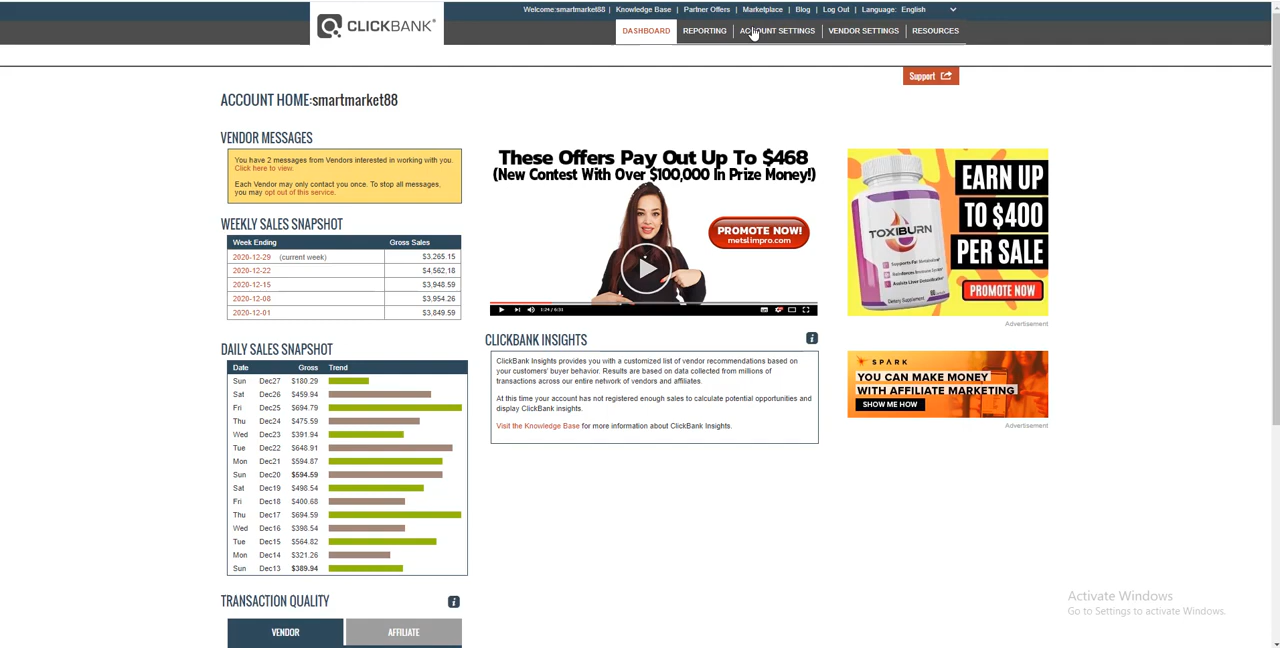 Welcome:smartmarket88 | Knowledge Base | Partner Offers | Marketplace | Blog | Log Out | Language: English
CLICKBANK®
DASHBOARD REPORTING ACCOUNT SETTINGS VENDOR SETTINGS RESOURCES
Support
ACCOUNT HOME:smartmarket88
VENDOR MESSAGES
You have 2 messages from Vendors interested in working with you.
Click here to view.
Each Vendor may only contact you once. To stop all messages,
you may opt out of this service.
WEEKLY SALES SNAPSHOT
Week Ending Gross Sales
2020-12-29 (current week) $3,265.15
2020-12-22 $4,562.18
2020-12-15 $3,948.59
2020-12-08 $3,954.26
2020-12-01 $3,849.59
DAILY SALES SNAPSHOT
Date Gross Trend
Sun Dec27 $180.29
Sat Dec26 $459.94
Fri Dec25 $694.79
Thu Dec24 $475.59
Wed Dec23 $391.94
Tue Dec22 $648.91
Mon Dec21 $594.87
Sun Dec20 $594.59
Sat Dec19 $498.54
Fri Dec18 $400.68
Thu Dec17 $694.59
Wed Dec16 $398.54
Tue Dec15 $564.82
Mon Dec14 $321.26
Sun Dec13 $389.94
TRANSACTION QUALITY
VENDOR AFFILIATE
These Offers Pay Out Up To $468
(New Contest With Over $100,000 In Prize Money!)
PROMOTE NOW!
metslimpro.com
1:24 / 6:31
CLICKBANK INSIGHTS
ClickBank Insights provides you with a customized list of vendor recommendations based on
your customers' buyer behavior. Results are based on data collected from millions of
transactions across our entire network of vendors and affiliates.
At this time your account has not registered enough sales to calculate potential opportunities and
display ClickBank insights.
Visit the Knowledge Base for more information about ClickBank Insights.
EARN UP
TO $400
PER SALE
PROMOTE NOW
TOXIBURN
Dietary Supplement
Advertisement
SPARK
YOU CAN MAKE MONEY
WITH AFFILIATE MARKETING
SHOW ME HOW
Advertisement
Activate Windows
Go to Settings to activate Windows.